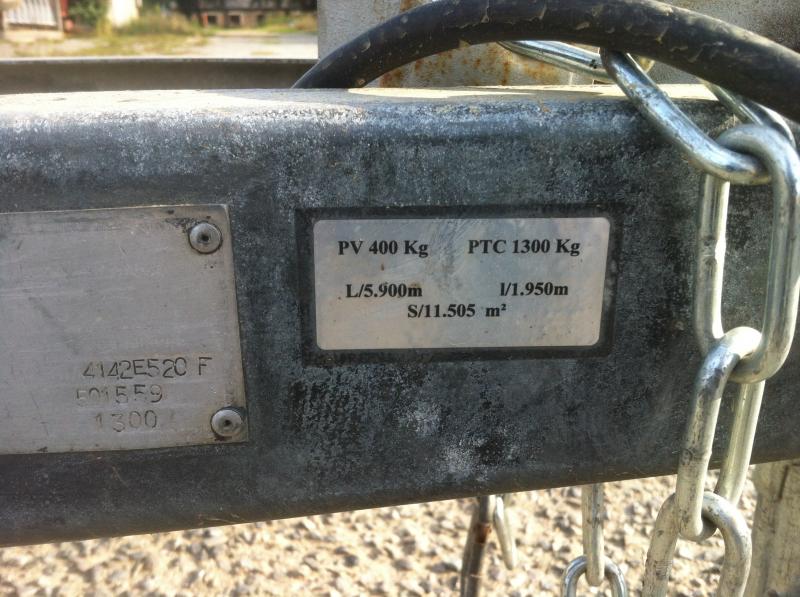 4142E520 F
501559
1300
PV 400 Kg PTC 1300 Kg
L/5.900m l/1.950m
S/11.505 m²